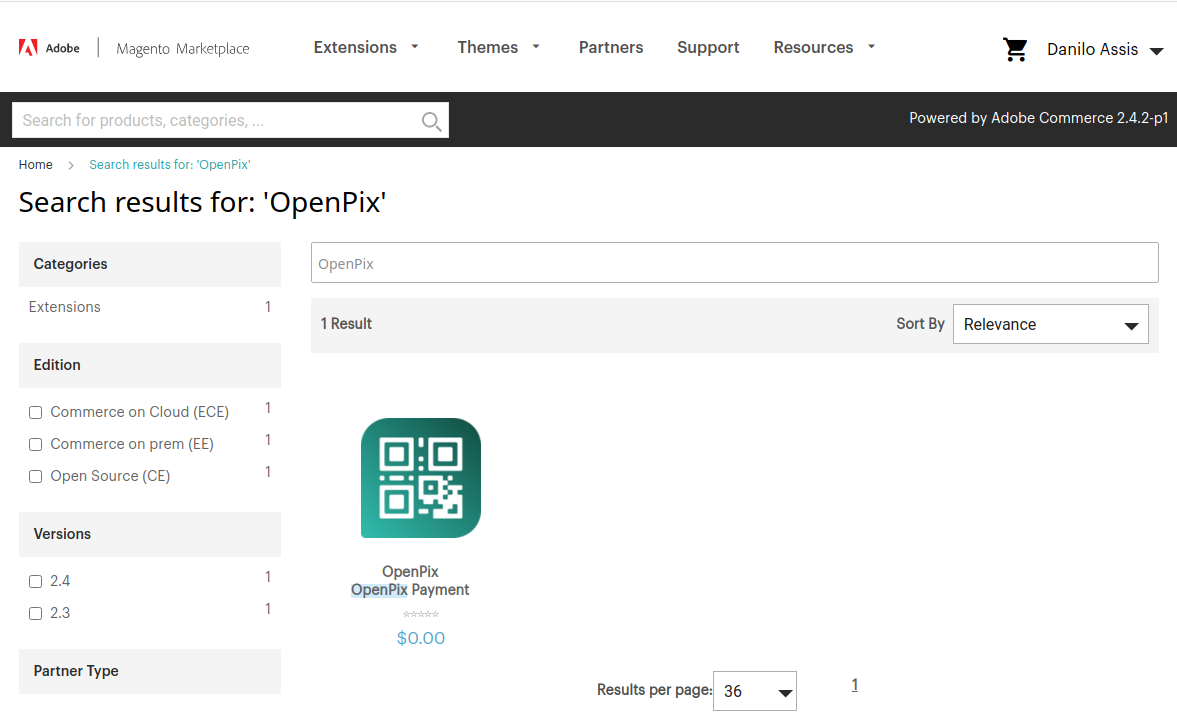 Adobe Magento Marketplace Extensions Themes Partners Support Resources Danilo Assis
Search for products, categories, ... Powered by Adobe Commerce 2.4.2-p1
Home Search results for: 'OpenPix'
Search results for: 'OpenPix'
Categories
Extensions 1
Edition
Commerce on Cloud (ECE) 1
Commerce on prem (EE) 1
Open Source (CE) 1
Versions
2.4 1
2.3 1
Partner Type
OpenPix
1 Result Sort By Relevance
OpenPix
OpenPix Payment
$0.00
Results per page: 36 1